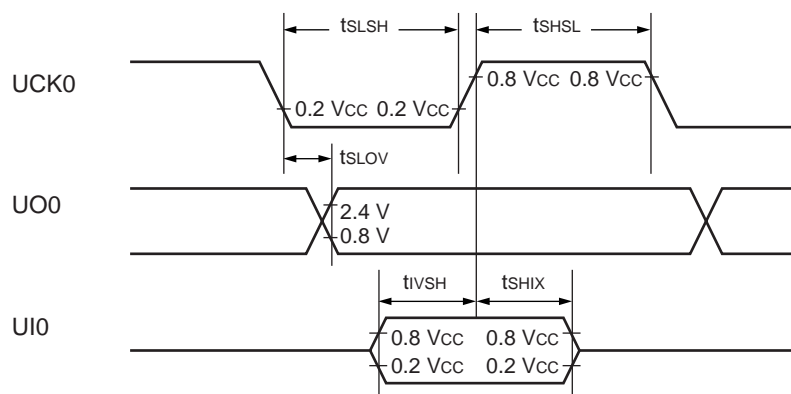 tSLSH tSHSL
UCK0
0.8 VCC 0.8 VCC
0.2 VCC 0.2 VCC
tSLOV
UO0
2.4 V
0.8 V
tIVSH tSHIX
UI0
0.8 VCC 0.8 VCC
0.2 VCC 0.2 VCC